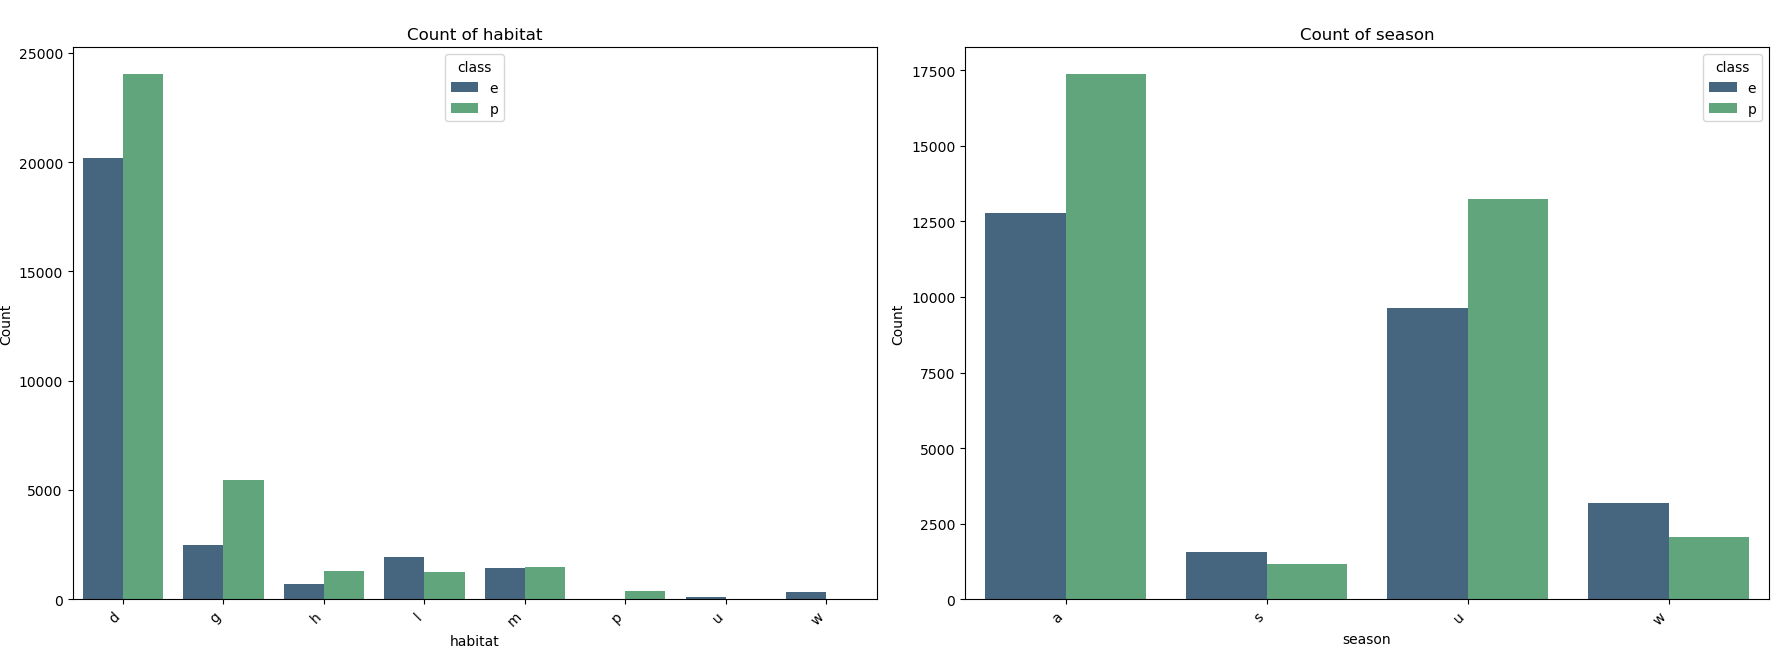 Count of habitat
class
e
p
25000
20000
15000
10000
5000
0
Count
d
g
h
l
m
p
u
w
habitat
Count of season
class
e
p
17500
15000
12500
10000
7500
5000
2500
0
Count
a
s
u
w
season